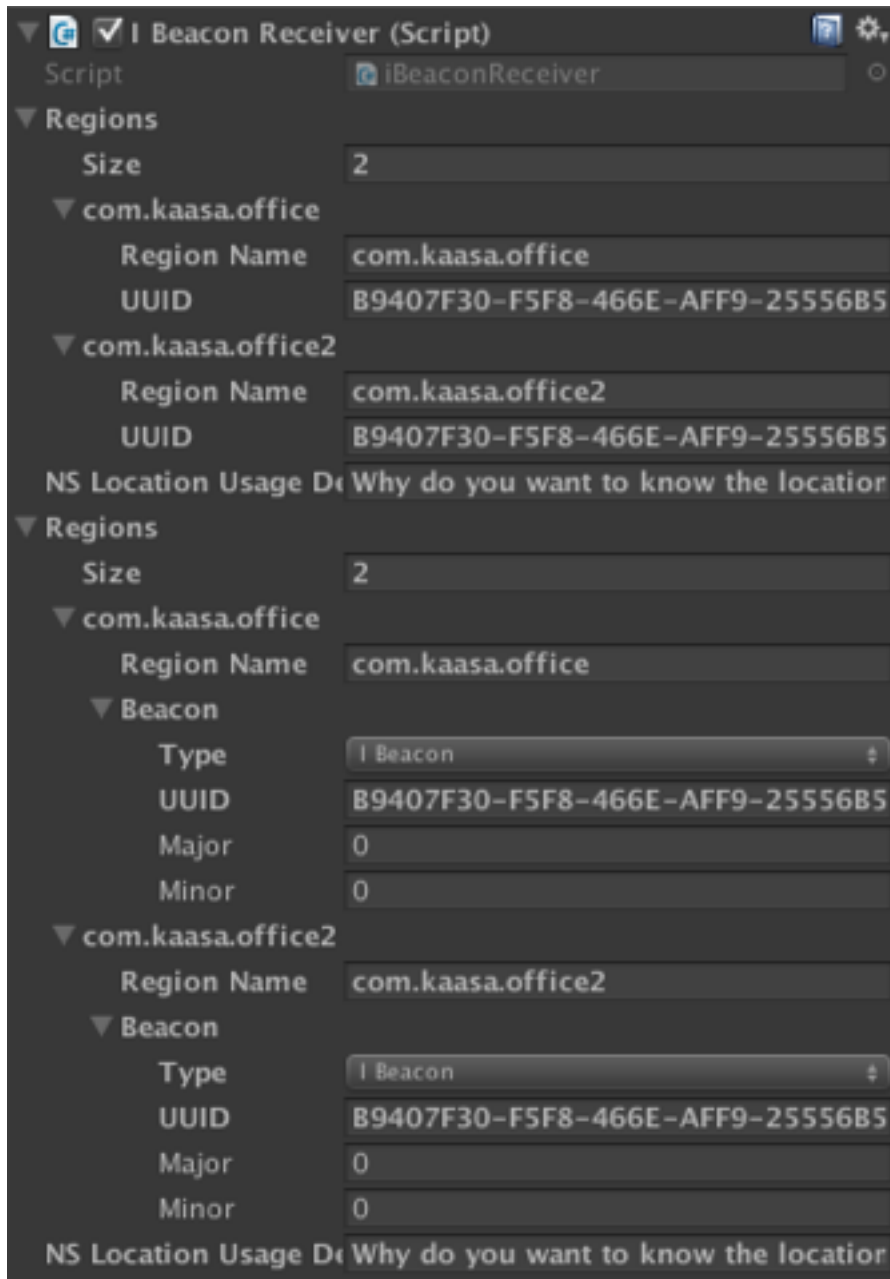 I Beacon Receiver (Script)
Script iBeaconReceiver
Regions
Size 2
com.kaasa.office
Region Name com.kaasa.office
UUID B9407F30-F5F8-466E-AFF9-25556B5
com.kaasa.office2
Region Name com.kaasa.office2
UUID B9407F30-F5F8-466E-AFF9-25556B5
NS Location Usage De Why do you want to know the location
Regions
Size 2
com.kaasa.office
Region Name com.kaasa.office
Beacon
Type I Beacon
UUID B9407F30-F5F8-466E-AFF9-25556B5
Major 0
Minor 0
com.kaasa.office2
Region Name com.kaasa.office2
Beacon
Type I Beacon
UUID B9407F30-F5F8-466E-AFF9-25556B5
Major 0
Minor 0
NS Location Usage De Why do you want to know the location